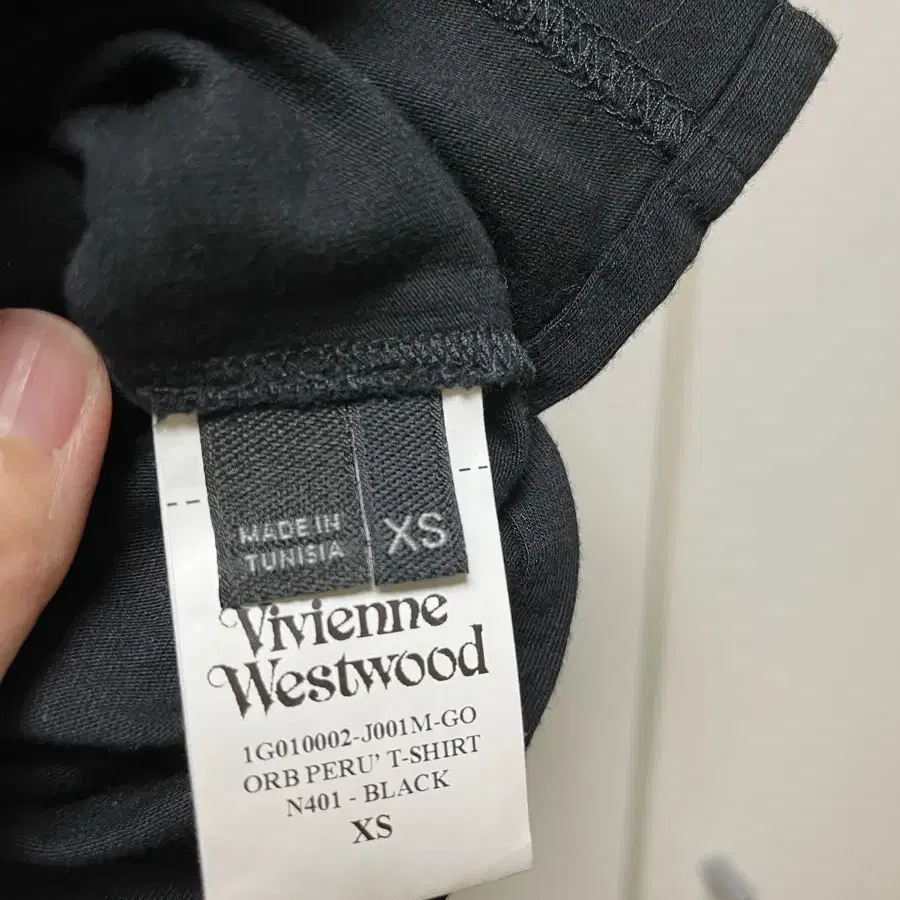 MADE IN
TUNISIA
XS
Vivienne
Westwood
1G010002-J001M-GO
ORB PERU' T-SHIRT
N401 - BLACK
XS